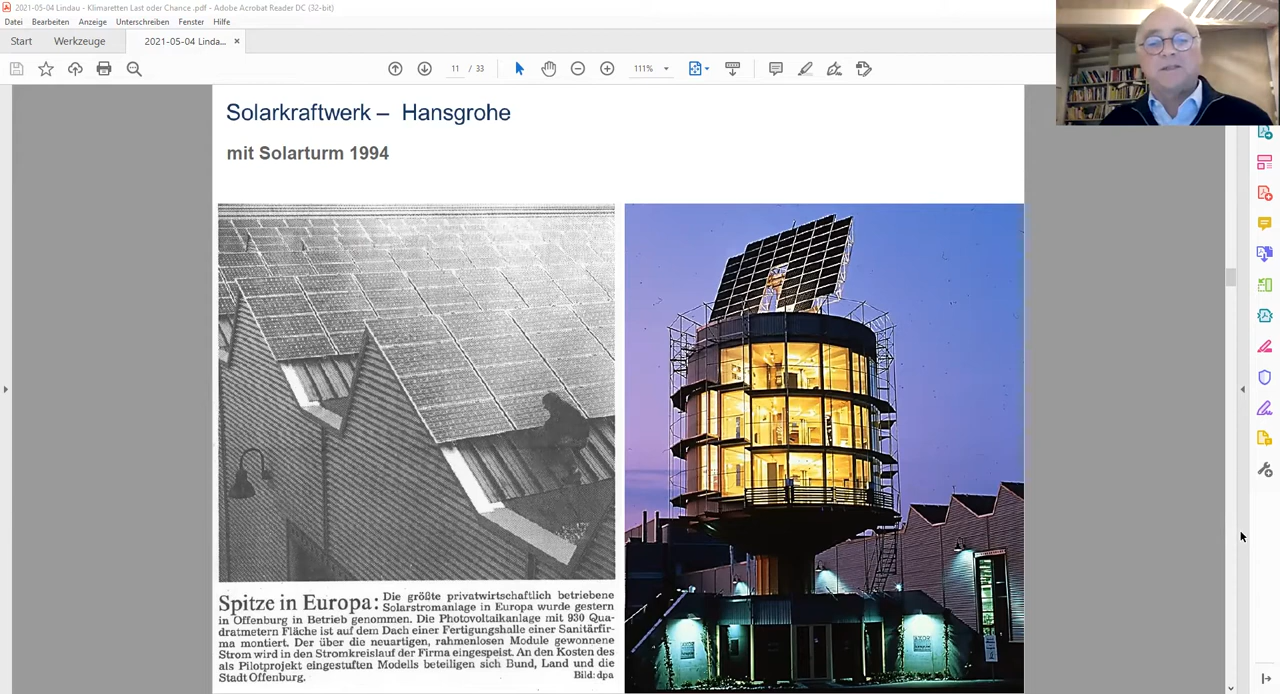 2021-05-04 Lindau - Klimaretten Last oder Chance .pdf - Adobe Acrobat Reader DC (32-bit)
Datei Bearbeiten Anzeige Unterschreiben Fenster Hilfe
Start Werkzeuge 2021-05-04 Linda... ×
11 / 33 111%
Solarkraftwerk – Hansgrohe
mit Solarturm 1994
Spitze in Europa: Die größte privatwirtschaftlich betriebene
Solarstromanlage in Europa wurde gestern
in Offenburg in Betrieb genommen. Die Photovoltaikanlage mit 930 Qua-
dratmetern Fläche ist auf dem Dach einer Fertigungshalle einer Sanitärfir-
ma montiert. Der über die neuartigen, rahmenlosen Module gewonnene
Strom wird in den Stromkreislauf der Firma eingespeist. An den Kosten des
als Pilotprojekt eingestuften Modells beteiligen sich Bund, Land und die
Stadt Offenburg. Bild: dpa